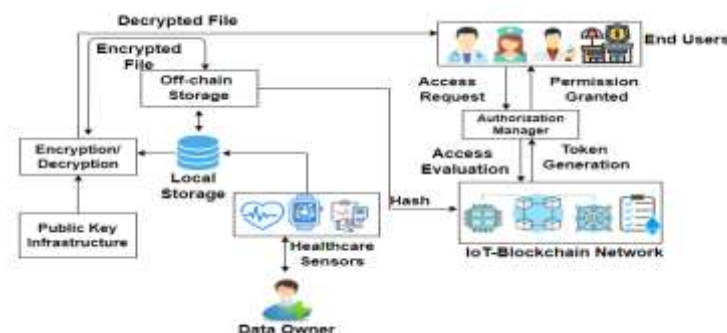 Decrypted File
Encrypted
File
Off-chain
Storage
End Users
Access
Request
Permission
Granted
Authorization
Manager
Encryption/
Decryption
Local
Storage
Access
Evaluation
Token
Generation
Hash
Public Key
Infrastructure
Healthcare
Sensors
IoT-Blockchain Network
Data Owner